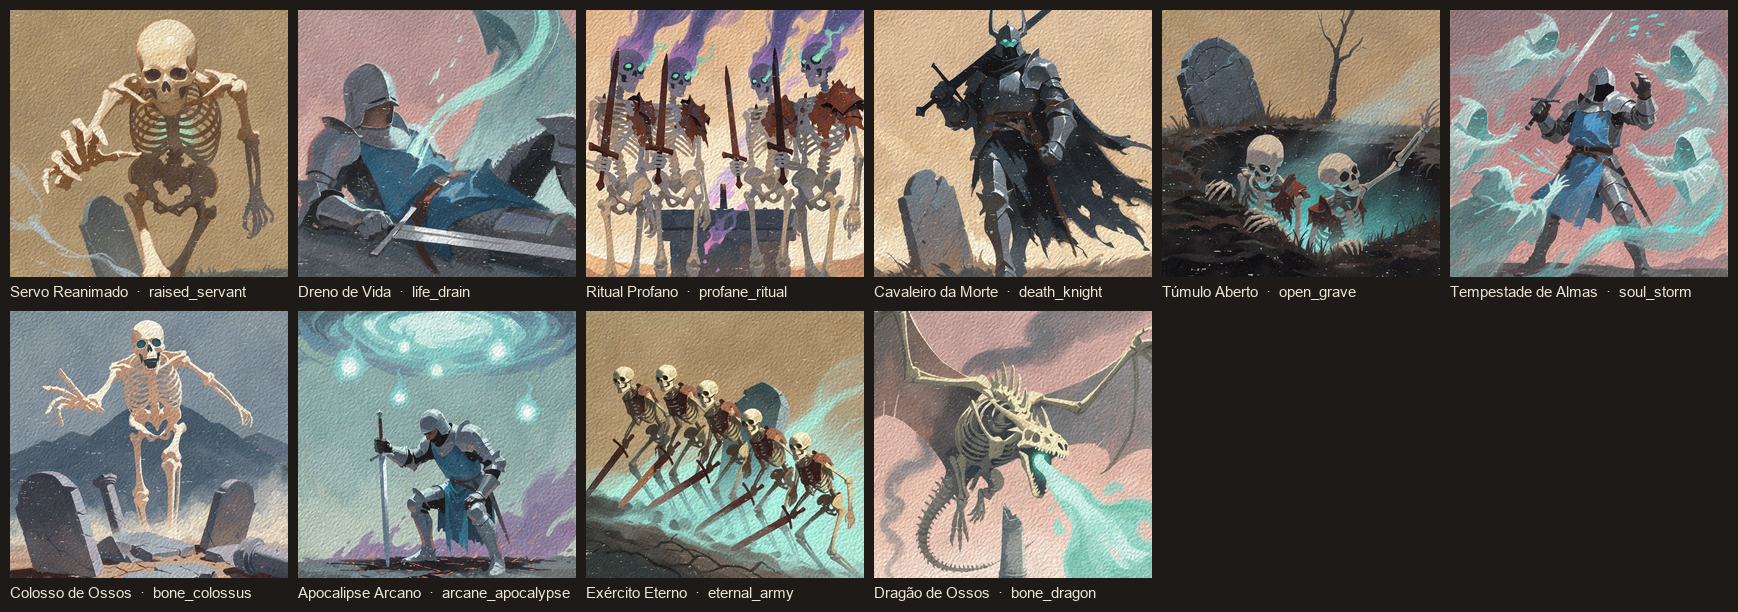 Servo Reanimado · raised_servant
Dreno de Vida · life_drain
Ritual Profano · profane_ritual
Cavaleiro da Morte · death_knight
Túmulo Aberto · open_grave
Tempestade de Almas · soul_storm
Colosso de Ossos · bone_colossus
Apocalipse Arcano · arcane_apocalypse
Exército Eterno · eternal_army
Dragão de Ossos · bone_dragon